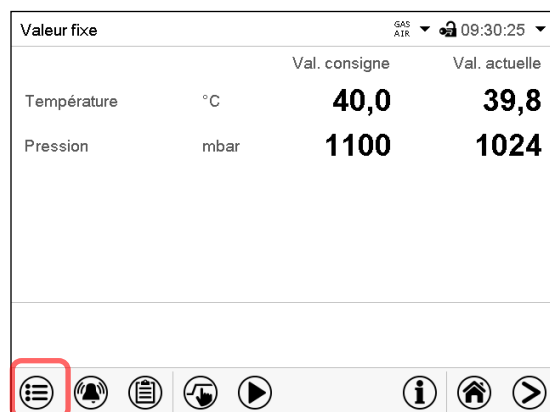 Valeur fixe GAS AIR 09:30:25
Val. consigne Val. actuelle
Température °C 40,0 39,8
Pression mbar 1100 1024